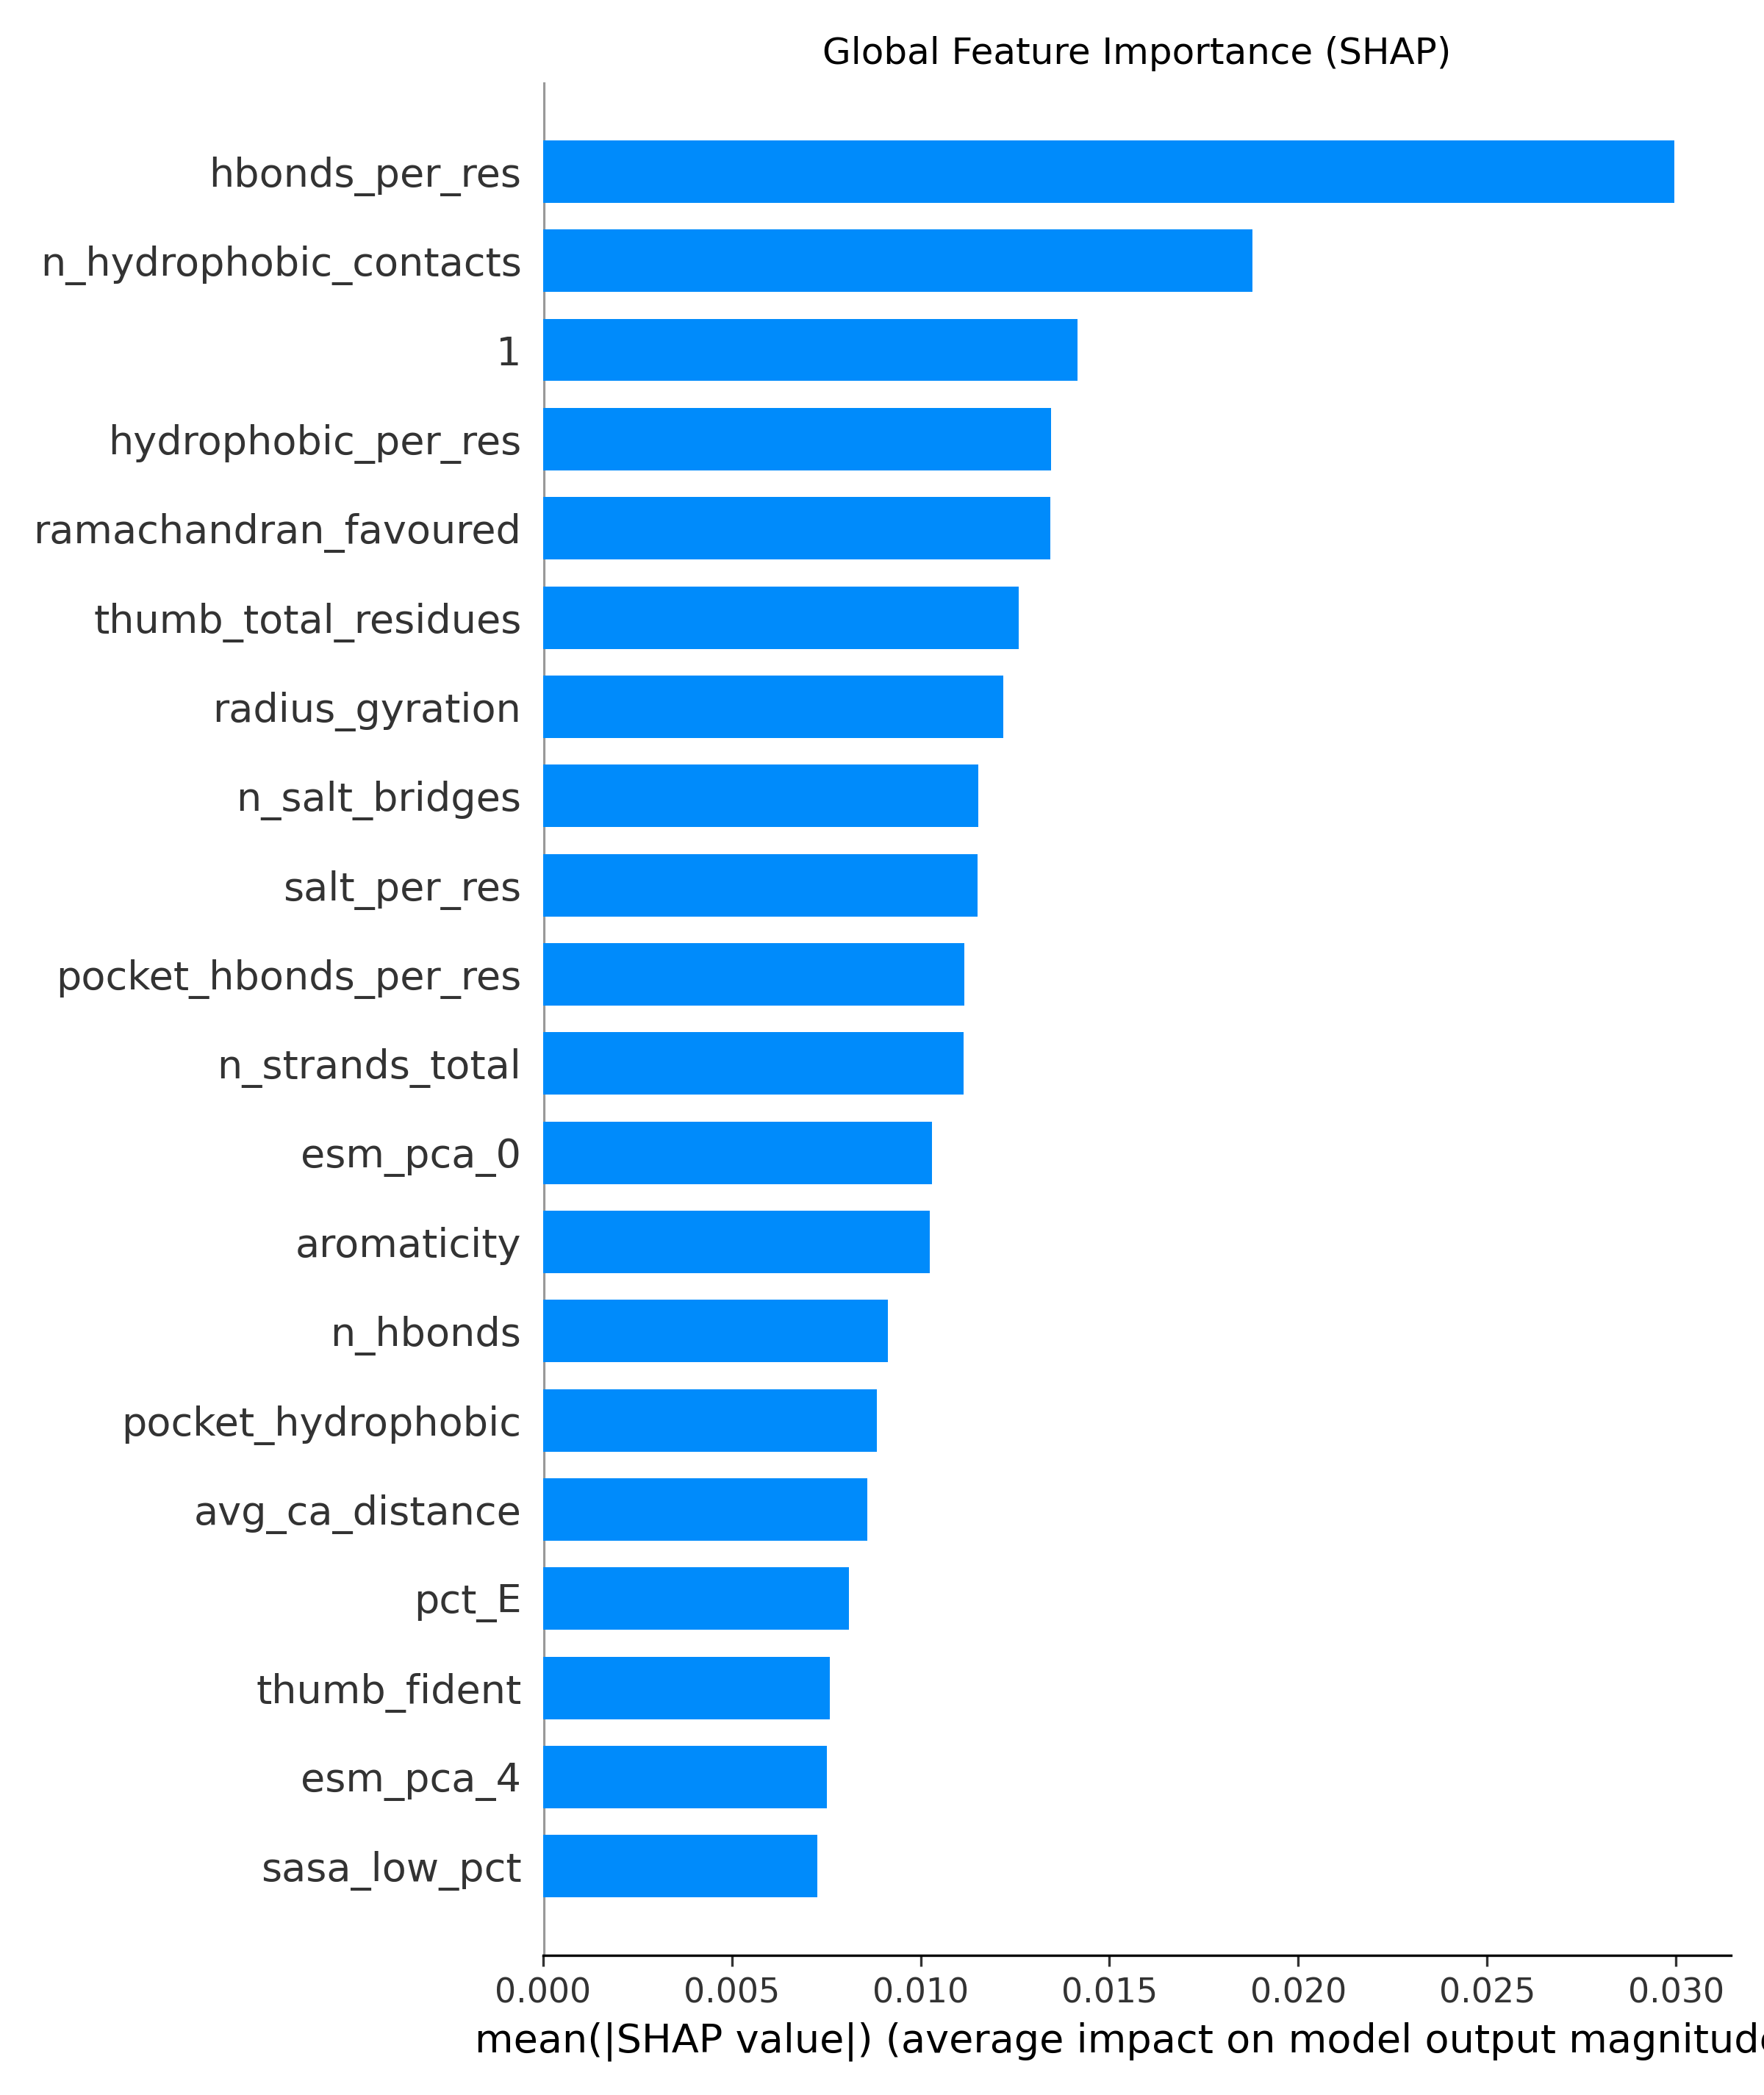 Global Feature Importance (SHAP)
hbonds_per_res
n_hydrophobic_contacts
1
hydrophobic_per_res
ramachandran_favoured
thumb_total_residues
radius_gyration
n_salt_bridges
salt_per_res
pocket_hbonds_per_res
n_strands_total
esm_pca_0
aromaticity
n_hbonds
pocket_hydrophobic
avg_ca_distance
pct_E
thumb_fident
esm_pca_4
sasa_low_pct
0.000 0.005 0.010 0.015 0.020 0.025 0.030
mean(|SHAP value|) (average impact on model output magnitud